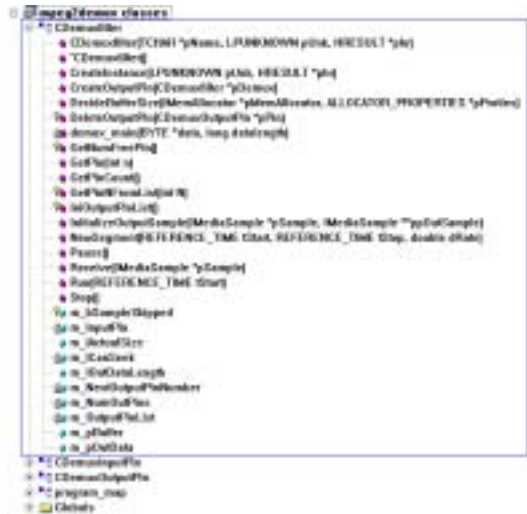 mpeg2demux classes
CDemuxfilter
CDemuxfilter(TCHAR *pName, LPUNKNOWN pUnk, HRESULT *phr)
~CDemuxfilter()
CreateInstance(LPUNKNOWN pUnk, HRESULT *phr)
CreateOutputPin(CDemuxfilter *pDemux)
DecideBufferSize(IMemAllocator *pMemAllocator, ALLOCATOR_PROPERTIES *pProperties)
DeleteOutputPin(CDemuxOutputPin *pPin)
demux_main(BYTE *data, long datalength)
GetNumFreePin()
GetPin(int n)
GetPinCount()
GetPinNFromList(int N)
InitOutputPinList()
InitializeOutputSample(IMediaSample *pSample, IMediaSample **ppOutSample)
NewSegment(REFERENCE_TIME tStart, REFERENCE_TIME tStop, double dRate)
Pause()
Receive(IMediaSample *pSample)
Run(REFERENCE_TIME tStart)
Stop()
m_bSampleSkipped
m_InputPin
m_lActualSize
m_lCanSeek
m_lOutDataLength
m_NextOutputPinNumber
m_NumOutPins
m_OutputPinList
m_pBuffer
m_pOutData
CDemuxInputPin
CDemuxOutputPin
program_map
Globals